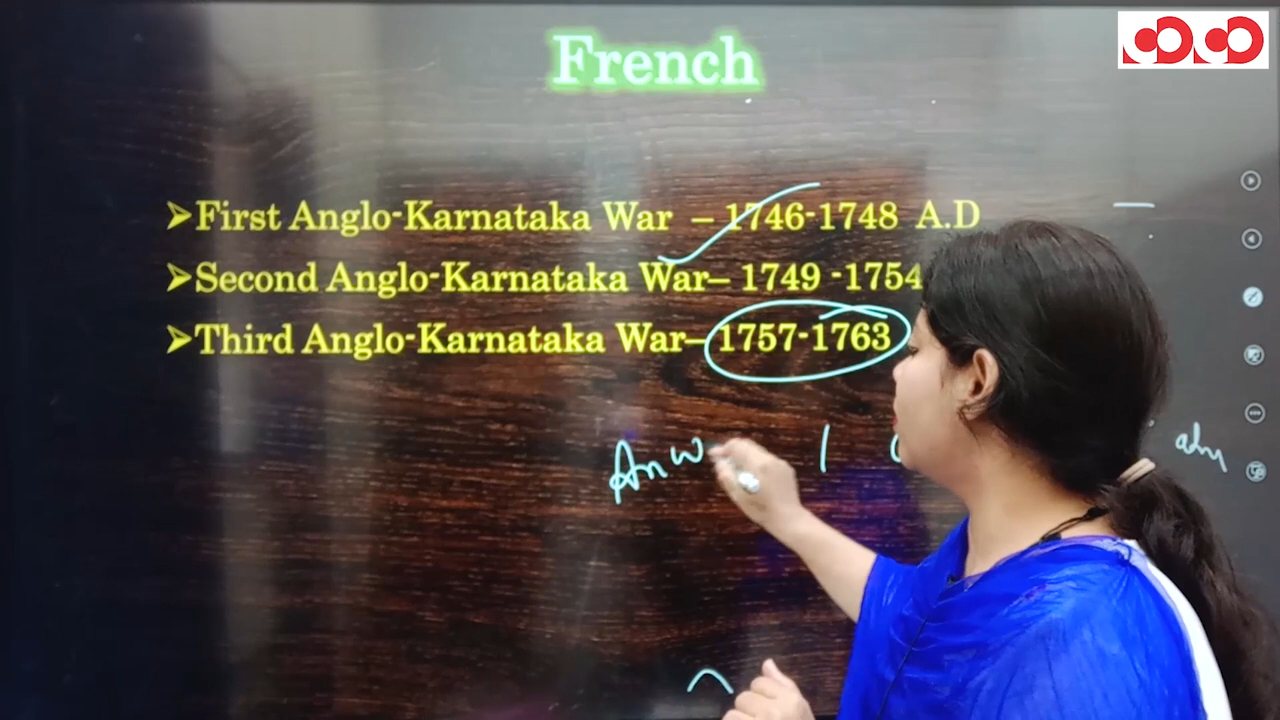 French
➤First Anglo-Karnataka War – 1746-1748 A.D
➤Second Anglo-Karnataka War– 1749 -1754
➤Third Anglo-Karnataka War– 1757-1763
Anw